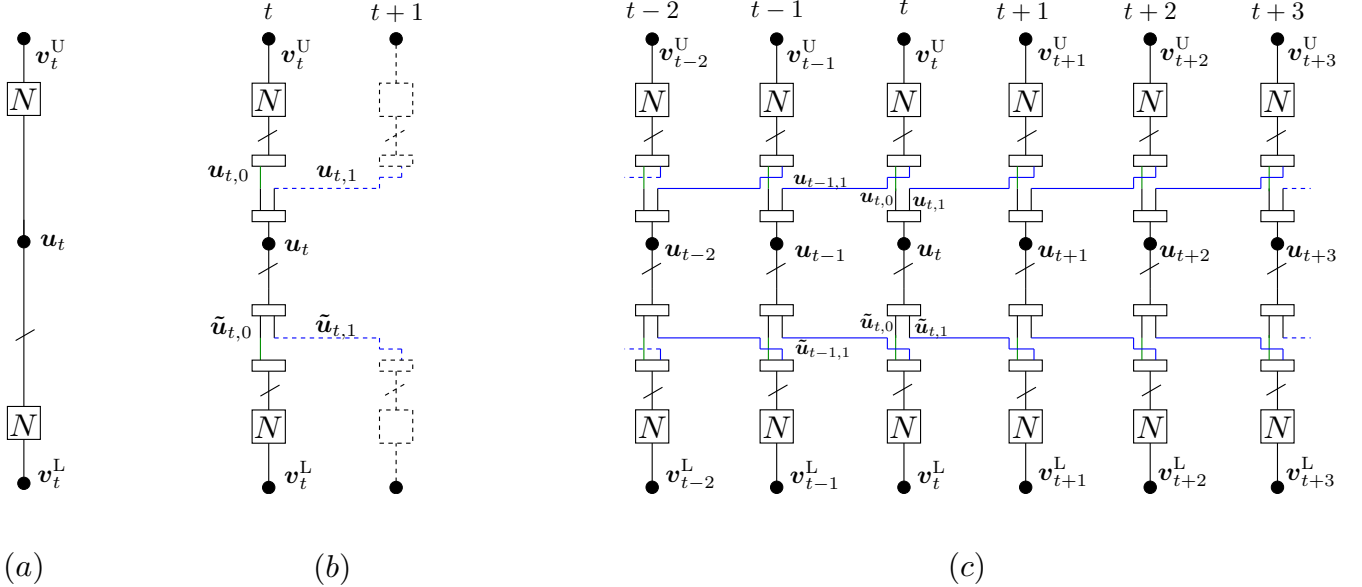 t t+1 t−2 t−1 t t+1 t+2 t+3
v_t^U v_t^U v_{t−2}^U v_{t−1}^U v_t^U v_{t+1}^U v_{t+2}^U v_{t+3}^U
N N N N N N N N
u_{t,0} u_{t,1} u_{t−1,1}
u_{t,0} u_{t,1}
u_t u_t u_{t−2} u_{t−1} u_t u_{t+1} u_{t+2} u_{t+3}
ũ_{t,0} ũ_{t,1} ũ_{t,0} ũ_{t,1}
ũ_{t−1,1}
N N N N N N N N
v_t^L v_t^L v_{t−2}^L v_{t−1}^L v_t^L v_{t+1}^L v_{t+2}^L v_{t+3}^L
(a) (b) (c)